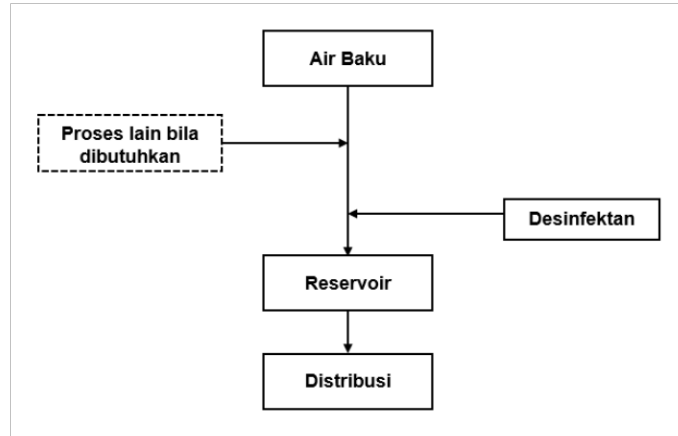 Air Baku
Proses lain bila
dibutuhkan
Desinfektan
Reservoir
Distribusi